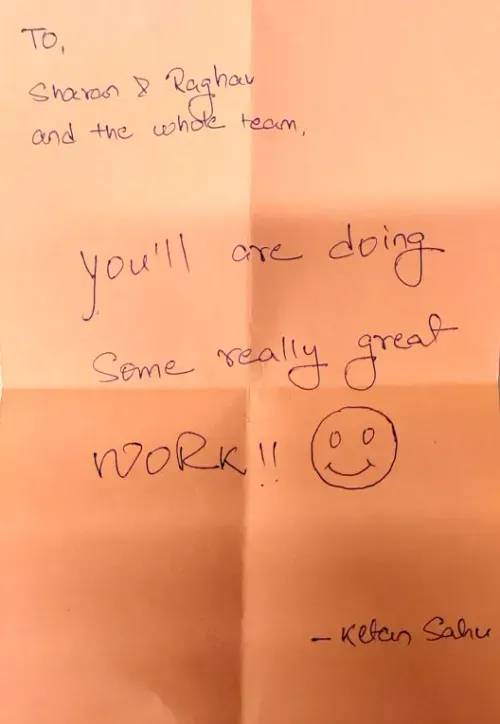 To,
Sharan & Raghav
and the whole team,
you'll are doing
Some really great
WORK!!
- Ketan Sahu